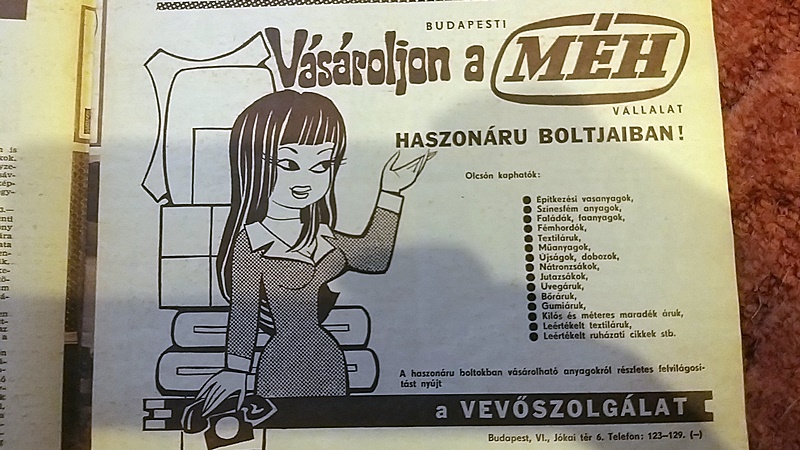 BUDAPESTI
Vásároljon a MÉH
VÁLLALAT
HASZONÁRU BOLTJAIBAN!
Olcsón kaphatók:
● Építkezési vasanyagok,
● Színesfém anyagok,
● Faládák, faanyagok,
● Fémhordók,
● Textiláruk,
● Műanyagok,
● Újságok, dobozok,
● Nátronzsákok,
● Jutazsákok,
● Üvegáruk,
● Bőráruk,
● Gumiáruk,
● Kilós és méteres maradék áruk,
● Leértékelt textiláruk,
● Leértékelt ruházati cikkek stb.
A haszonáru boltokban vásárolható anyagokról részletes felvilágosí-
tást nyújt
a VEVŐSZOLGÁLAT
Budapest, VI., Jókai tér 6. Telefon: 123–129. (–)